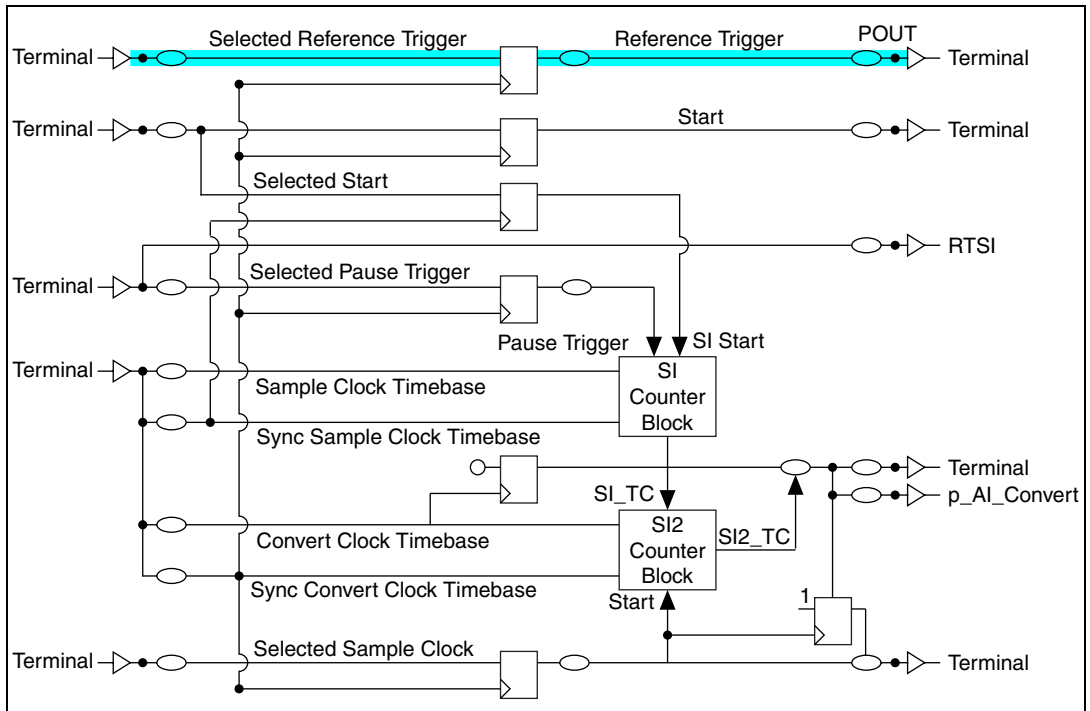 Selected Reference Trigger
Reference Trigger
POUT
Terminal
Terminal
Terminal
Start
Terminal
Selected Start
RTSI
Selected Pause Trigger
Terminal
Pause Trigger
SI Start
Terminal
SI
Counter
Block
Sample Clock Timebase
Sync Sample Clock Timebase
Terminal
SI_TC
p_AI_Convert
SI2
Counter
Block
SI2_TC
Convert Clock Timebase
Sync Convert Clock Timebase
Start
1
Selected Sample Clock
Terminal
Terminal